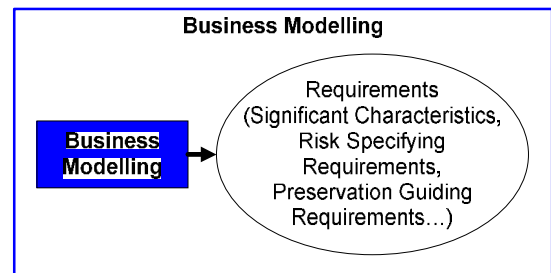 Business Modelling
Business
Modelling
Requirements
(Significant Characteristics,
Risk Specifying
Requirements,
Preservation Guiding
Requirements...)